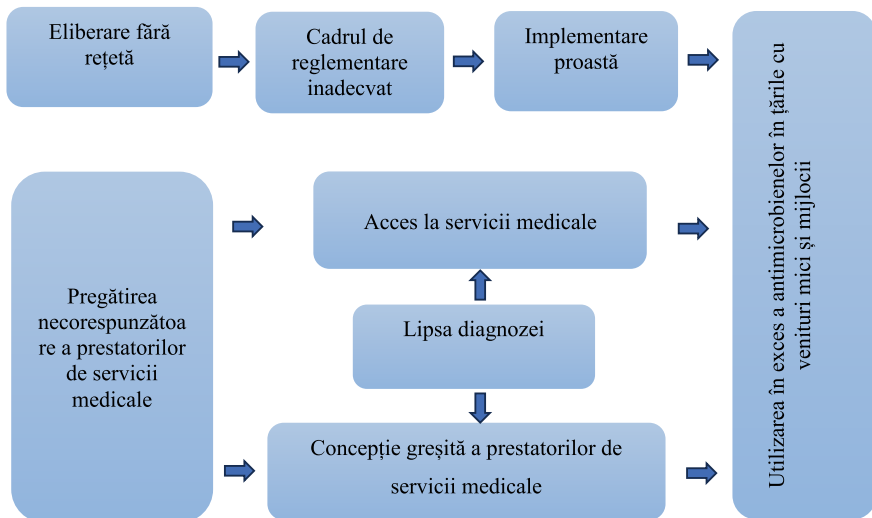 Eliberare fără
rețetă
Cadrul de
reglementare
inadecvat
Implementare
proastă
Pregătirea
necorespunzătoa
re a prestatorilor
de servicii
medicale
Acces la servicii medicale
Lipsa diagnozei
Concepție greșită a prestatorilor de
servicii medicale
Utilizarea în exces a antimicrobienelor în țările cu
venituri mici și mijlocii